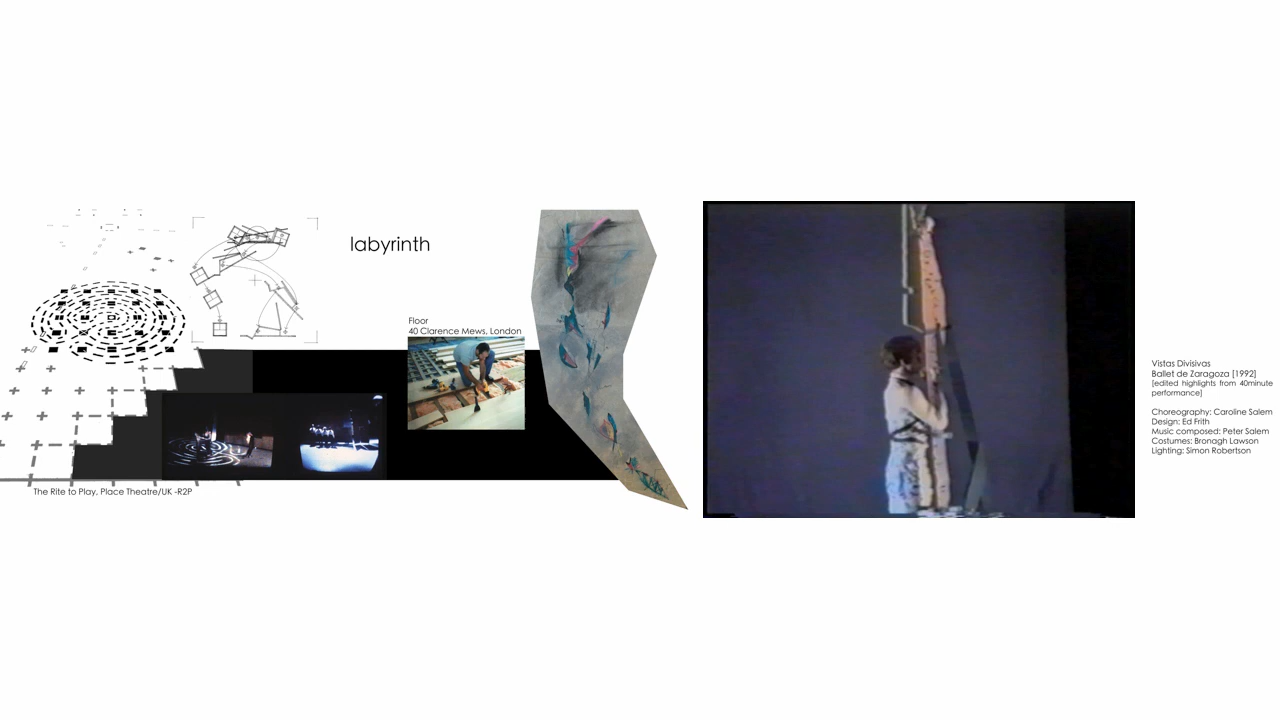 labyrinth
Floor
40 Clarence Mews, London
The Rite to Play, Place Theatre/UK -R2P
Vistas Divisivas
Ballet de Zaragoza [1992]
[edited highlights from 40minute
performance]
Choreography: Caroline Salem
Design: Ed Frith
Music composed: Peter Salem
Costumes: Bronagh Lawson
Lighting: Simon Robertson